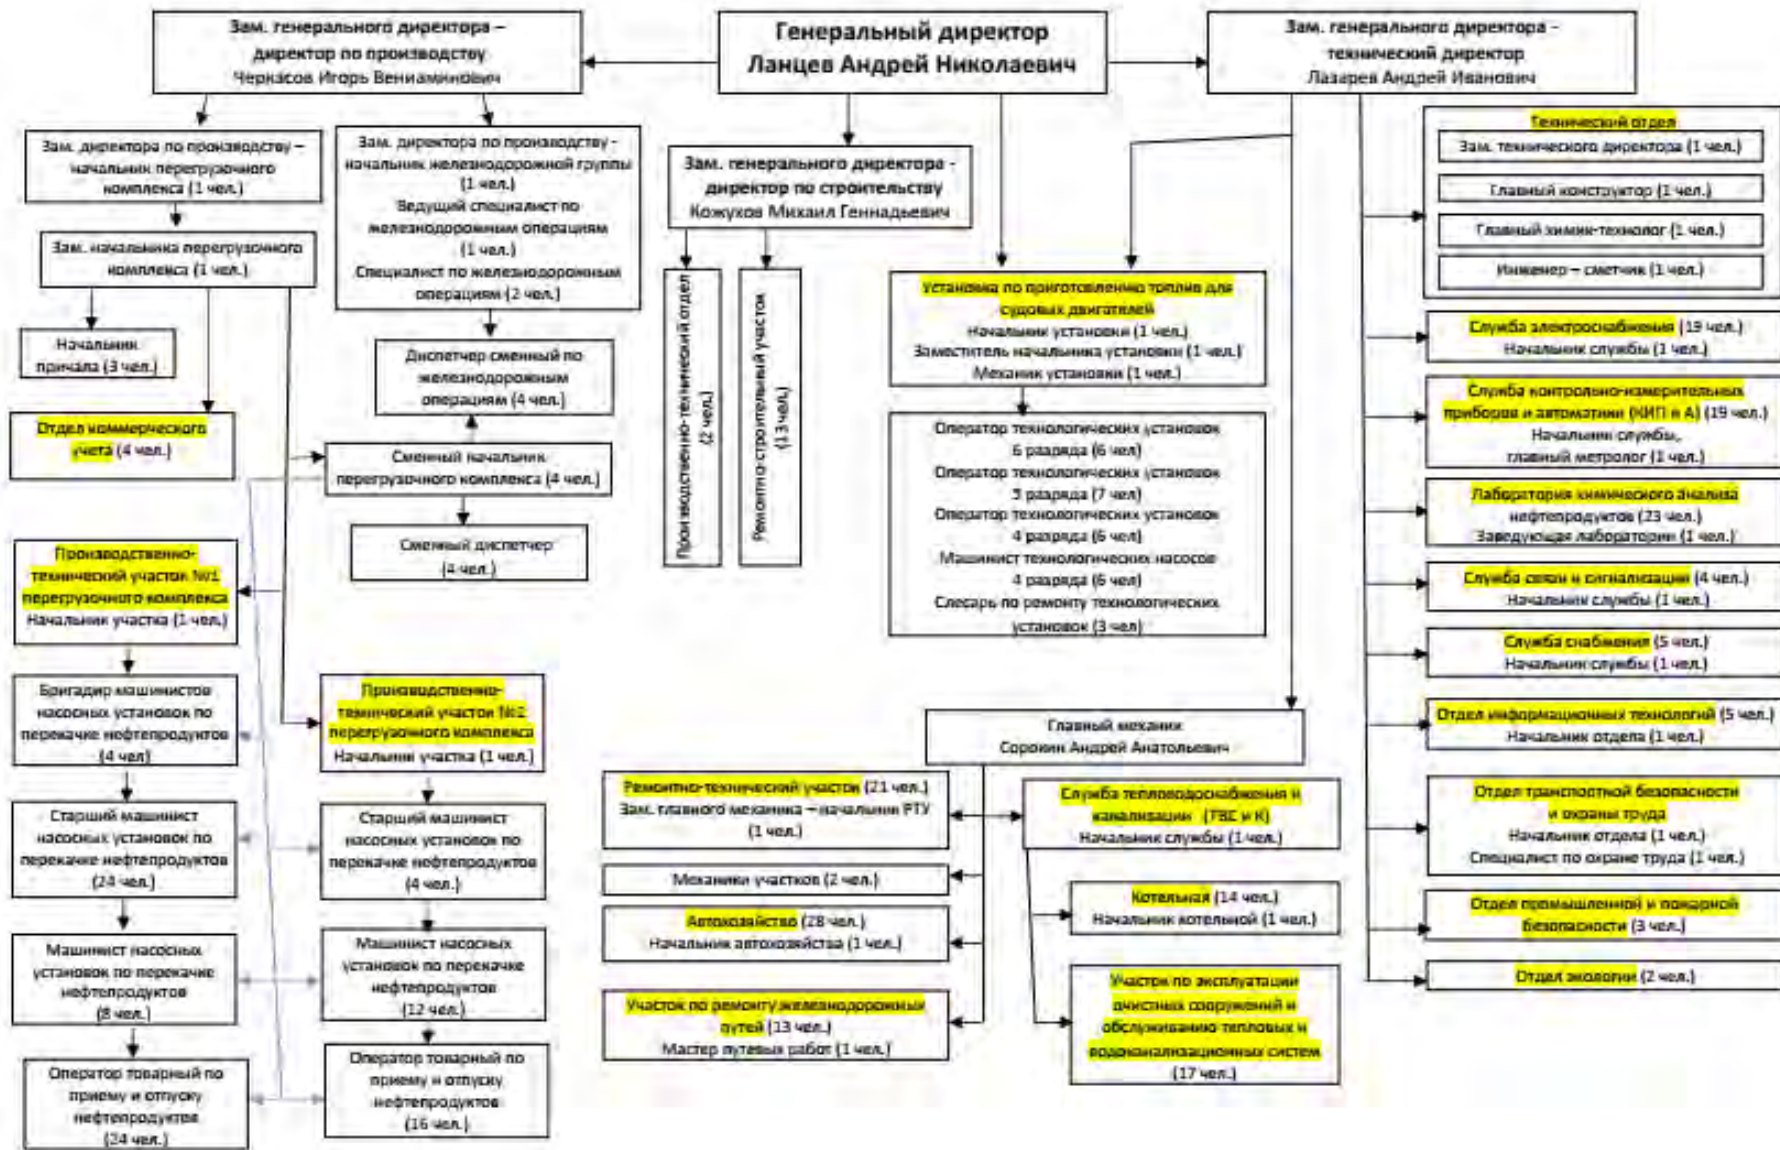 Зам. генерального директора –
директор по производству
Черкасов Игорь Вениаминович
Генеральный директор
Ланцев Андрей Николаевич
Зам. генерального директора -
технический директор
Лазарев Андрей Иванович
Зам. директора по производству –
начальник перегрузочного
комплекса (1 чел.)
Зам. начальника перегрузочного
комплекса (1 чел.)
Начальник
причала (3 чел.)
Отдел коммерческого
учета (4 чел.)
Зам. директора по производству -
начальник железнодорожной группы
(1 чел.)
Ведущий специалист по
железнодорожным операциям
(1 чел.)
Специалист по железнодорожным
операциям (2 чел.)
Диспетчер сменный по
железнодорожным
операциям (4 чел.)
Сменный начальник
перегрузочного комплекса (4 чел.)
Сменный диспетчер
(4 чел.)
Производственно-
технический участок №1
перегрузочного комплекса
Начальник участка (1 чел.)
Бригадир машинистов
насосных установок по
перекачке нефтепродуктов
(4 чел)
Старший машинист
насосных установок по
перекачке нефтепродуктов
(24 чел.)
Машинист насосных
установок по перекачке
нефтепродуктов
(8 чел.)
Оператор товарный по
приему и отпуску
нефтепродуктов
(24 чел.)
Производственно-
технический участок №2
перегрузочного комплекса
Начальник участка (1 чел.)
Старший машинист
насосных установок по
перекачке нефтепродуктов
(4 чел.)
Машинист насосных
установок по перекачке
нефтепродуктов
(12 чел.)
Оператор товарный по
приему и отпуску
нефтепродуктов
(16 чел.)
Зам. генерального директора -
директор по строительству
Кожухов Михаил Геннадьевич
Производственно-технический отдел
(2 чел.)
Ремонтно-строительный участок
(13 чел.)
Установка по приготовлению топлив для
судовых двигателей
Начальник установки (1 чел.)
Заместитель начальника установки (1 чел.)
Механик установки (1 чел.)
Оператор технологических установок
6 разряда (6 чел)
Оператор технологических установок
разряда (7 чел)
Оператор технологических установок
4 разряда (6 чел)
Машинист технологических насосов
4 разряда (6 чел)
Слесарь по ремонту технологических
установок (3 чел)
Главный механик
Сорокин Андрей Анатольевич
Ремонтно-технический участок (21 чел.)
Зам. главного механика – начальник РТУ
(1 чел.)
Механики участков (2 чел.)
Автохозяйство (28 чел.)
Начальник автохозяйства (1 чел.)
Участок по ремонту железнодорожных
путей (13 чел.)
Мастер путевых работ (1 чел.)
Служба тепловодоснабжения и
канализации (ТВС и К)
Начальник службы (1 чел.)
Котельная (14 чел.)
Начальник котельной (1 чел.)
Участок по эксплуатации
очистных сооружений и
обслуживанию тепловых и
водоканализационных систем
(17 чел.)
Технический отдел
Зам. технического директора (1 чел.)
Главный конструктор (1 чел.)
Главный химик-технолог (1 чел.)
Инженер – сметчик (1 чел.)
Служба электроснабжения (19 чел.)
Начальник службы (1 чел.)
Служба контрольно-измерительных
приборов и автоматики (КИП и А) (19 чел.)
Начальник службы,
главный метролог (1 чел.)
Лаборатория химического анализа
нефтепродуктов (23 чел.)
Заведующая лаборатории (1 чел.)
Служба связи и сигнализации (4 чел.)
Начальник службы (1 чел.)
Служба снабжения (5 чел.)
Начальник службы (1 чел.)
Отдел информационных технологий (5 чел.)
Начальник отдела (1 чел.)
Отдел транспортной безопасности
и охраны труда
Начальник отдела (1 чел.)
Специалист по охране труда (1 чел.)
Отдел промышленной и пожарной
безопасности (3 чел.)
Отдел экологии (2 чел.)